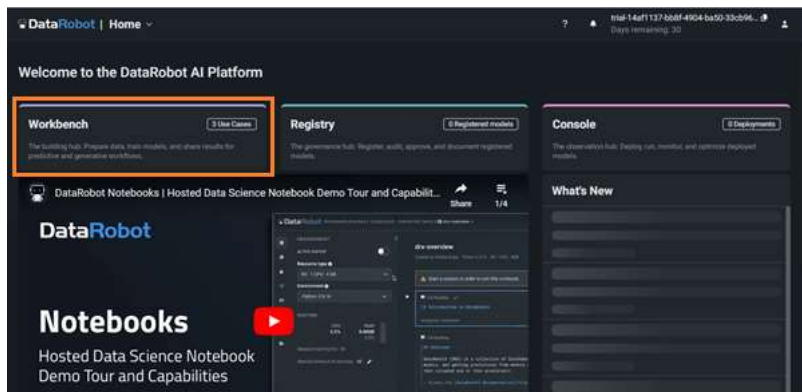 DataRobot | Home
?
trial-14af1137-bb8f-4904-ba50-33cb96...
Days remaining: 30
Welcome to the DataRobot AI Platform
Workbench
3 Use Cases
The building hub: Prepare data, train models, and share results for
predictive and generative workflows.
Registry
0 Registered models
The governance hub: Register, audit, approve, and document registered
models.
Console
0 Deployments
The observation hub: Deploy, run, monitor, and optimize deployed
models.
DataRobot Notebooks | Hosted Data Science Notebook Demo Tour and Capabilit...
Share
1/4
What's New
DataRobot
Notebooks
Hosted Data Science Notebook
Demo Tour and Capabilities
DataRobot
drx-overview
Resource type
Environment